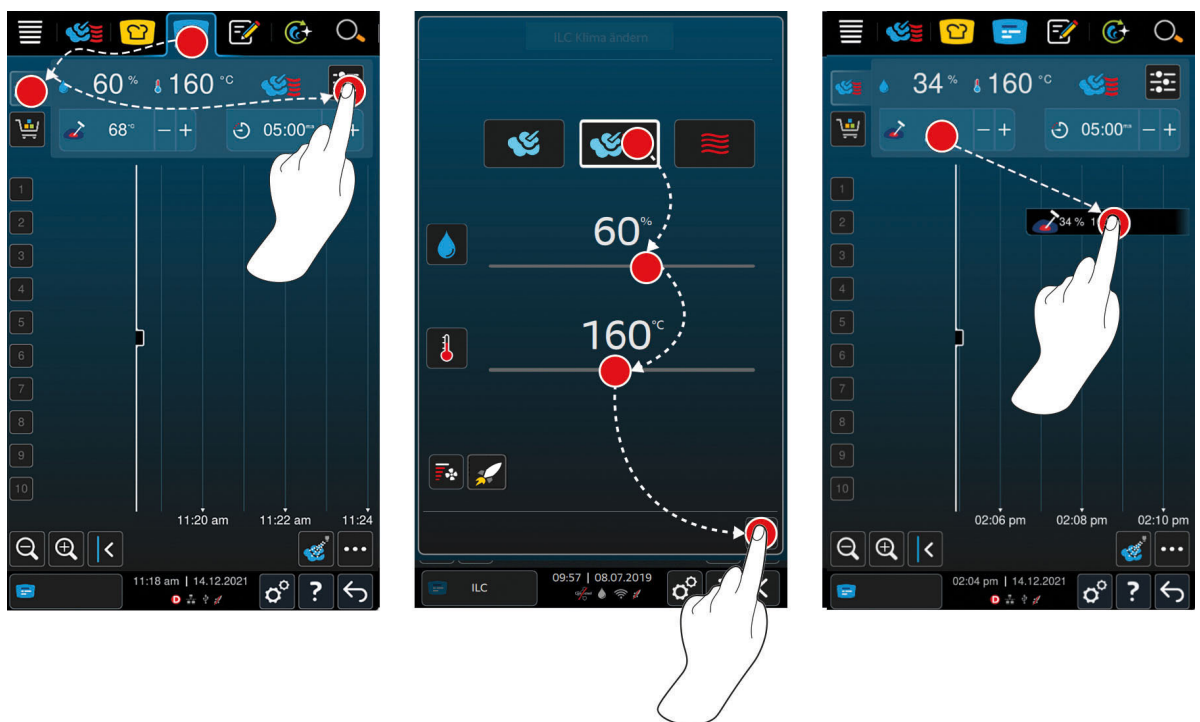 60 % 160 °C
68 °C − + 05:00 m:s +
1
2
3
4
5
6
7
8
9
10
11:20 am 11:22 am 11:24
11:18 am | 14.12.2021
D
?
ILC Klima ändern
60 %
160 °C
ILC
09:57 | 08.07.2019
34 % 160 °C
− + 05:00 − +
1
2
34 %
3
4
5
6
7
8
9
10
02:06 pm 02:08 pm 02:10 pm
02:04 pm | 14.12.2021
D
?